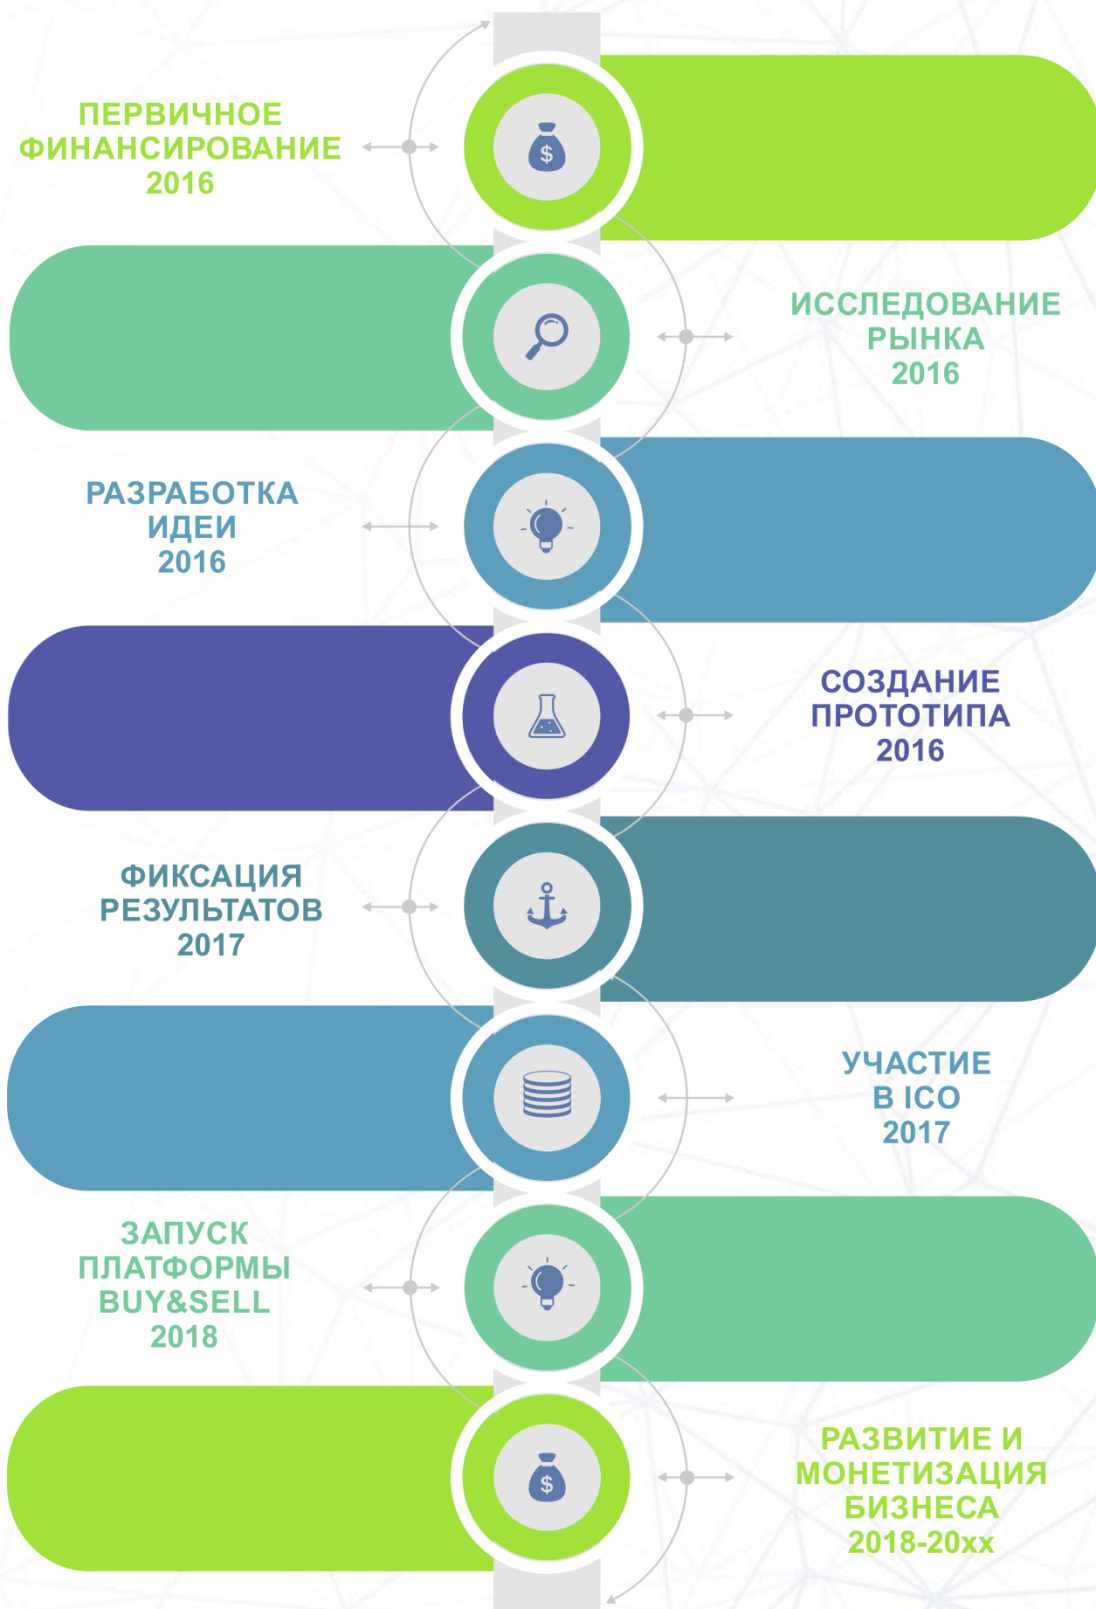 ПЕРВИЧНОЕ
ФИНАНСИРОВАНИЕ
2016
$
ИССЛЕДОВАНИЕ
РЫНКА
2016
РАЗРАБОТКА
ИДЕИ
2016
СОЗДАНИЕ
ПРОТОТИПА
2016
ФИКСАЦИЯ
РЕЗУЛЬТАТОВ
2017
УЧАСТИЕ
В ICO
2017
ЗАПУСК
ПЛАТФОРМЫ
BUY&SELL
2018
$
РАЗВИТИЕ И
МОНЕТИЗАЦИЯ
БИЗНЕСА
2018-20xx